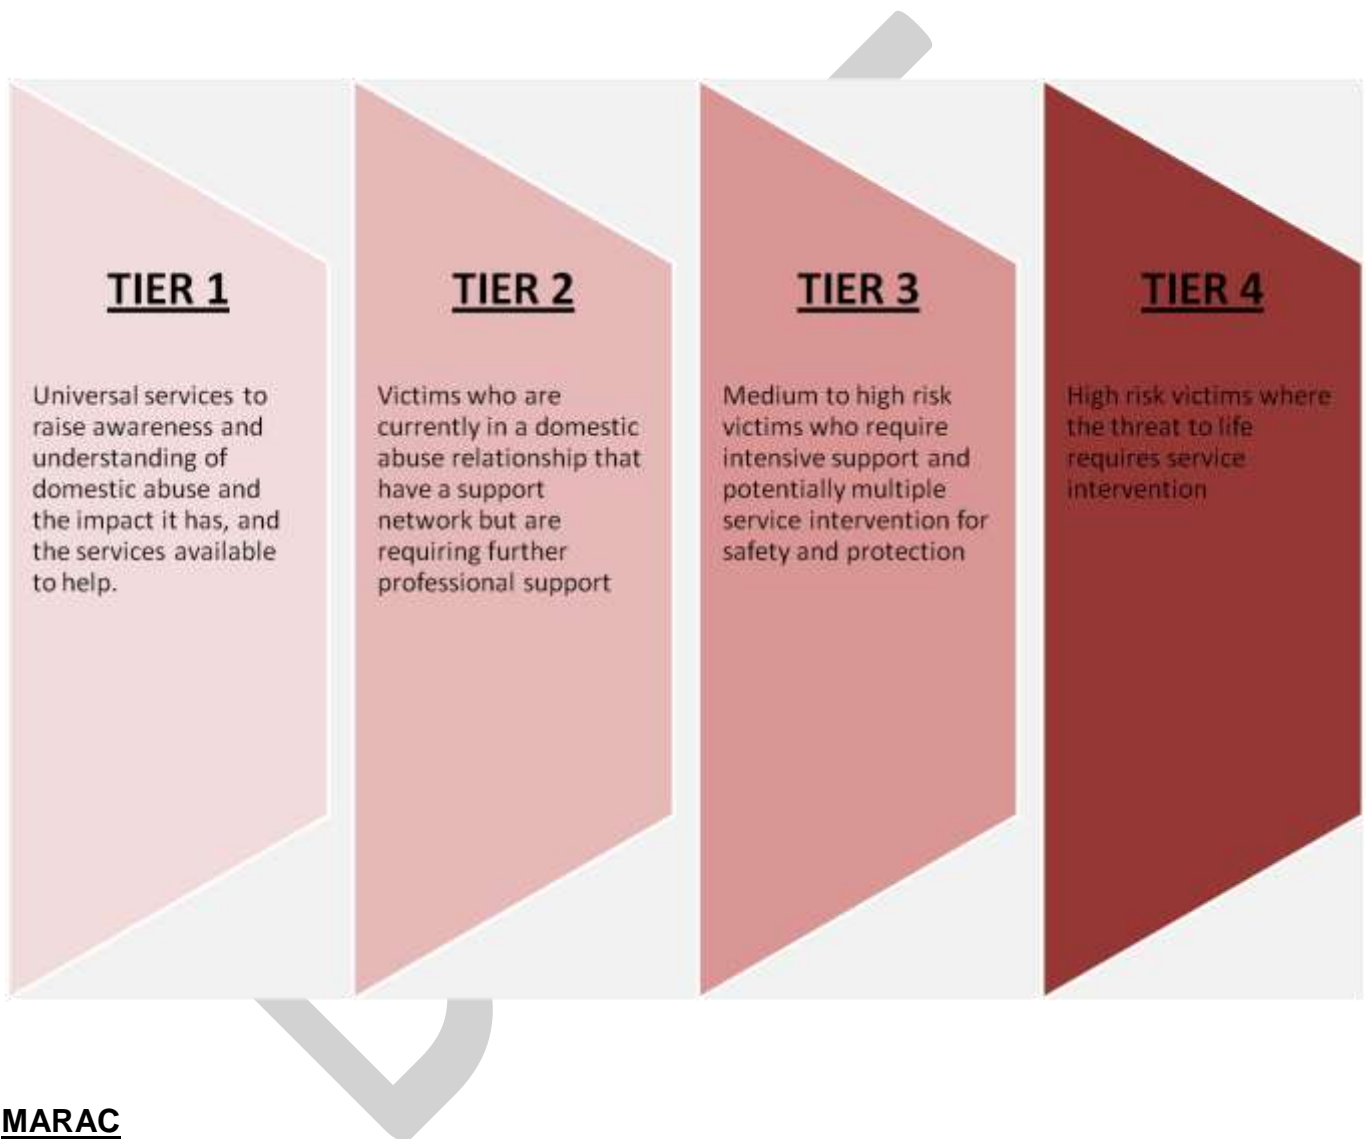 TIER 1
Universal services to
raise awareness and
understanding of
domestic abuse and
the impact it has, and
the services available
to help.
TIER 2
Victims who are
currently in a domestic
abuse relationship that
have a support
network but are
requiring further
professional support
TIER 3
Medium to high risk
victims who require
intensive support and
potentially multiple
service intervention for
safety and protection
TIER 4
High risk victims where
the threat to life
requires service
intervention
MARAC